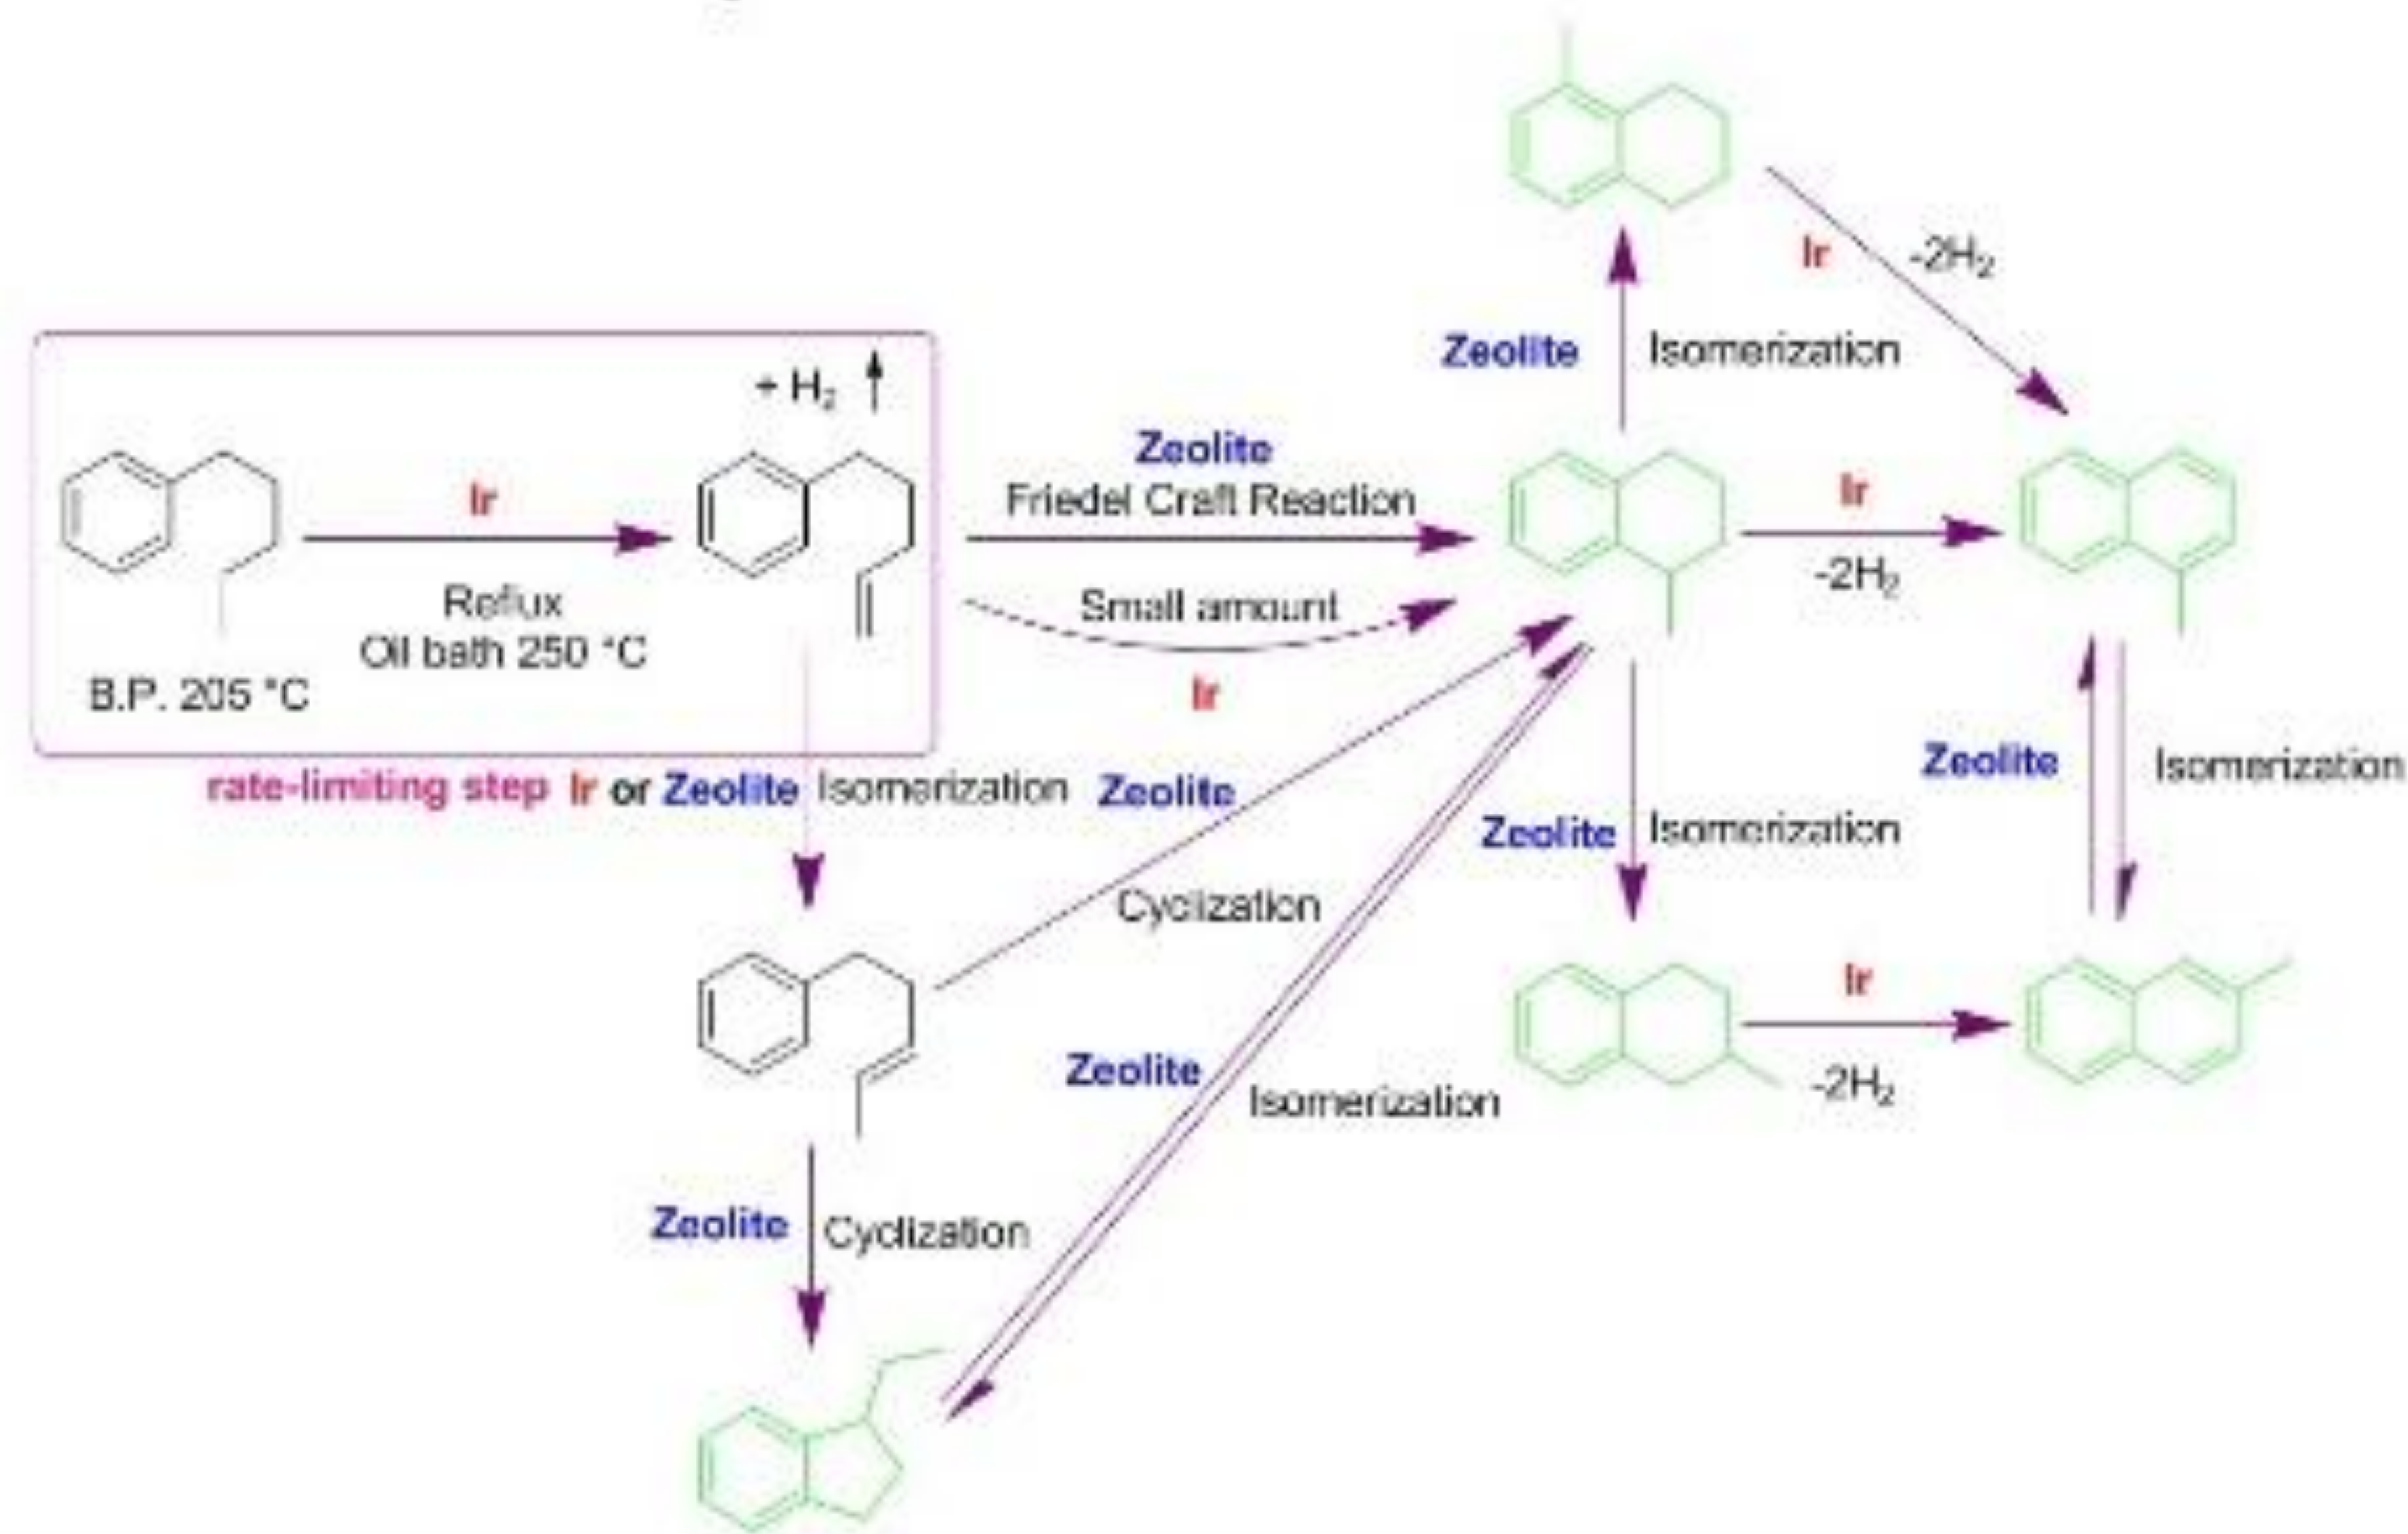 Ir
-2H₂
Zeolite
Isomerization
+ H₂
Ir
Reflux
Oil bath 250 °C
B.P. 205 °C
Zeolite
Friedel Craft Reaction
Small amount
Ir
Ir
-2H₂
rate-limiting step Ir or Zeolite Isomerization
Zeolite
Cyclization
Zeolite
Isomerization
Zeolite
Isomerization
Zeolite
Isomerization
Ir
-2H₂
Zeolite
Cyclization